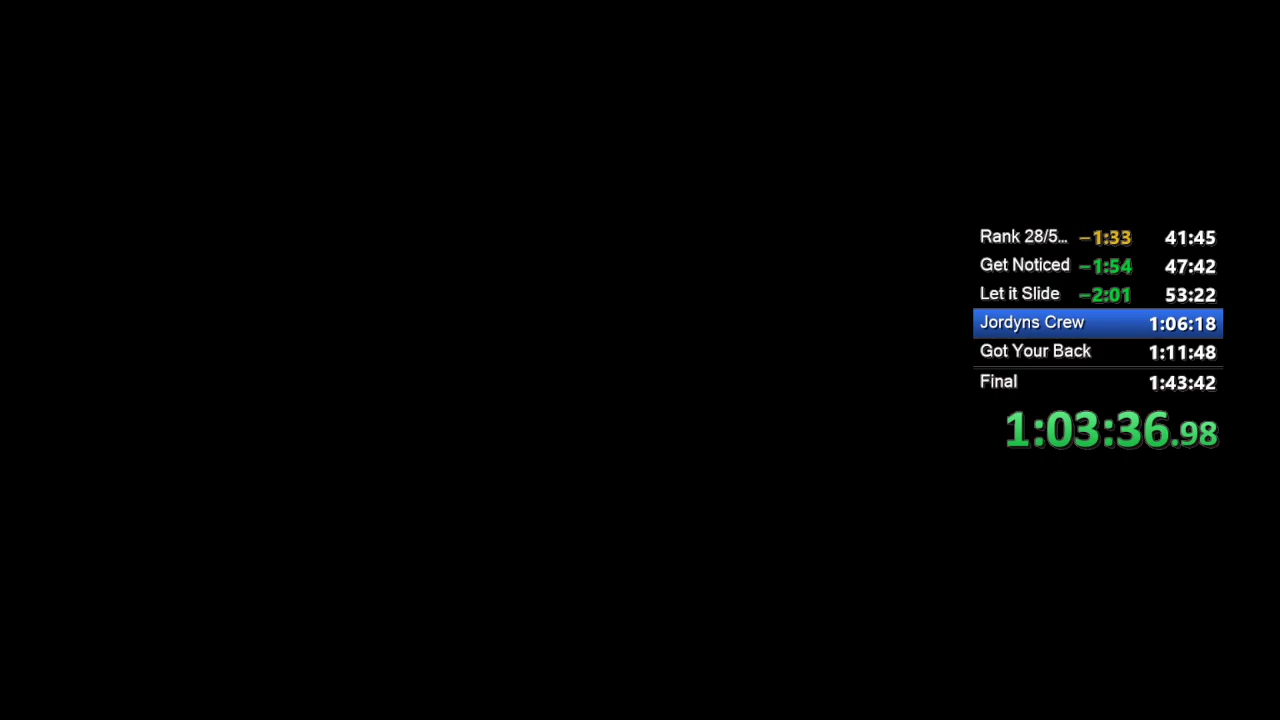 Rank 28/5... −1:33 41:45
Get Noticed −1:54 47:42
Let it Slide −2:01 53:22
Jordyns Crew 1:06:18
Got Your Back 1:11:48
Final 1:43:42
1:03:36.98